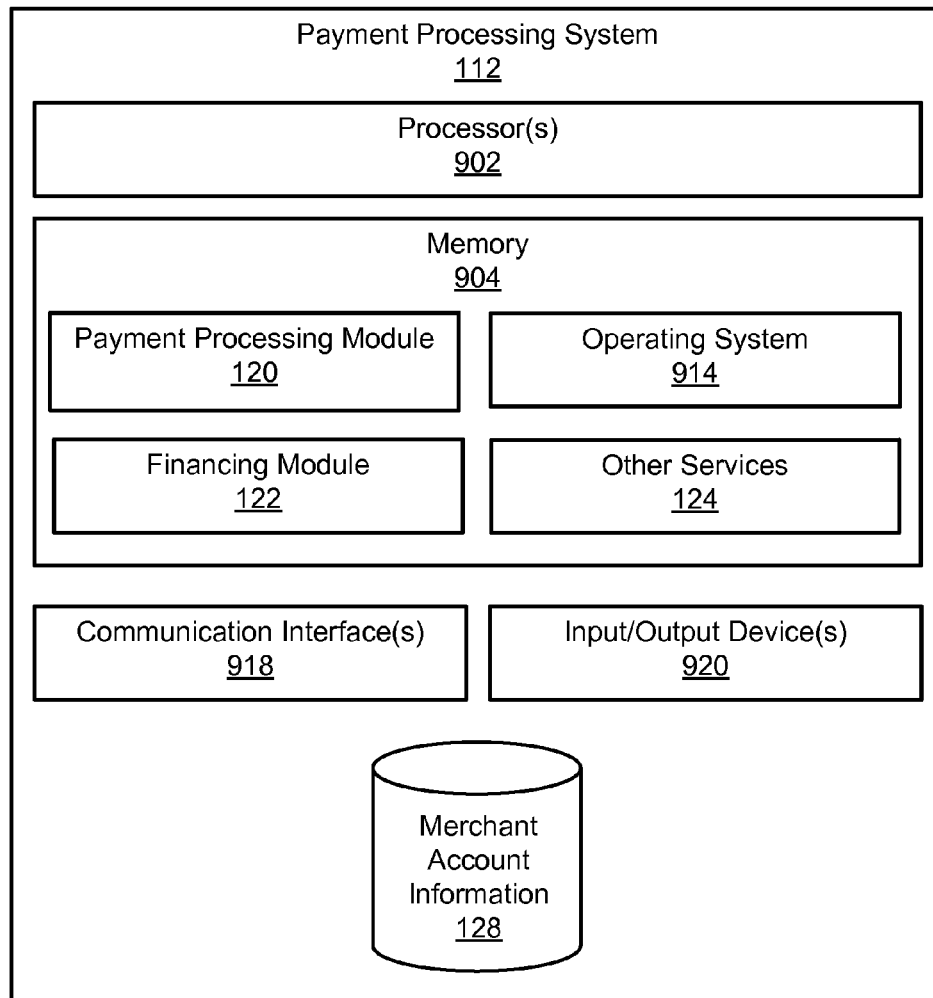 Payment Processing System
112
Processor(s)
902
Memory
904
Payment Processing Module
120
Operating System
914
Financing Module
122
Other Services
124
Communication Interface(s)
918
Input/Output Device(s)
920
Merchant
Account
Information
128